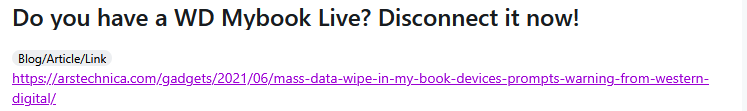 Do you have a WD Mybook Live? Disconnect it now!
Blog/Article/Link
https://arstechnica.com/gadgets/2021/06/mass-data-wipe-in-my-book-devices-prompts-warning-from-western-
digital/